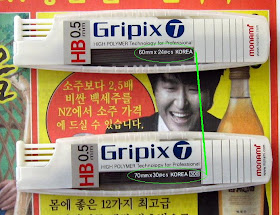 HB 0.5
Gripix T
HIGH POLYMER Technology for Professional
60mm x 24pcs KOREA
monami
소주보다 2.5배
비싼 백세주를
NZ에서 소주 가격
에 드실 수 있습니다.
HB 0.5
Gripix T
HIGH POLYMER Technology for Professional
70mm x 30pcs KOREA
monami
몸에 좋은 12가지 최고급